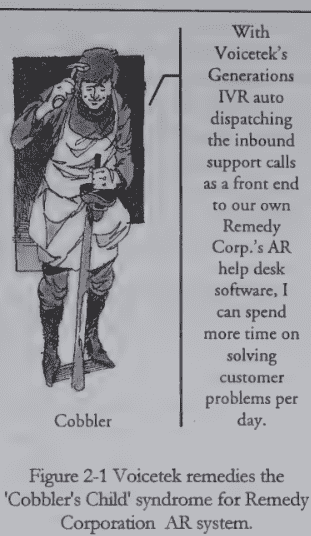 With
Voicetek's
Generations
IVR auto
dispatching
the inbound
support calls
as a front end
to our own
Remedy
Corp.'s AR
help desk
software, I
can spend
more time on
solving
customer
problems per
day.
Cobbler
Figure 2-1 Voicetek remedies the
'Cobbler's Child' syndrome for Remedy
Corporation AR system.